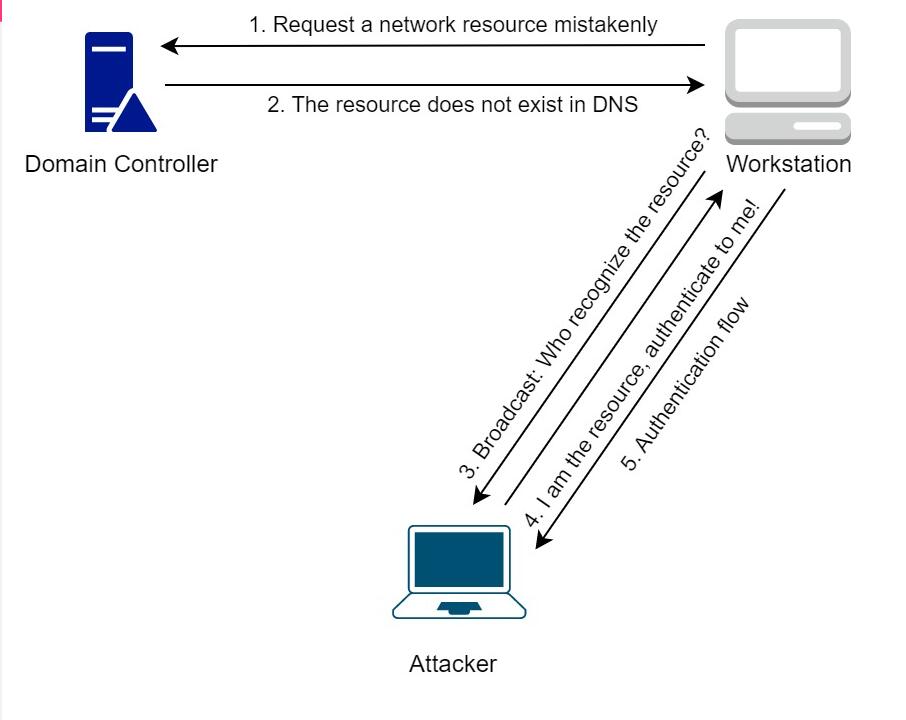 1. Request a network resource mistakenly
2. The resource does not exist in DNS
Domain Controller
Workstation
3. Broadcast: Who recognize the resource?
4. I am the resource, authenticate to me!
5. Authentication flow
Attacker